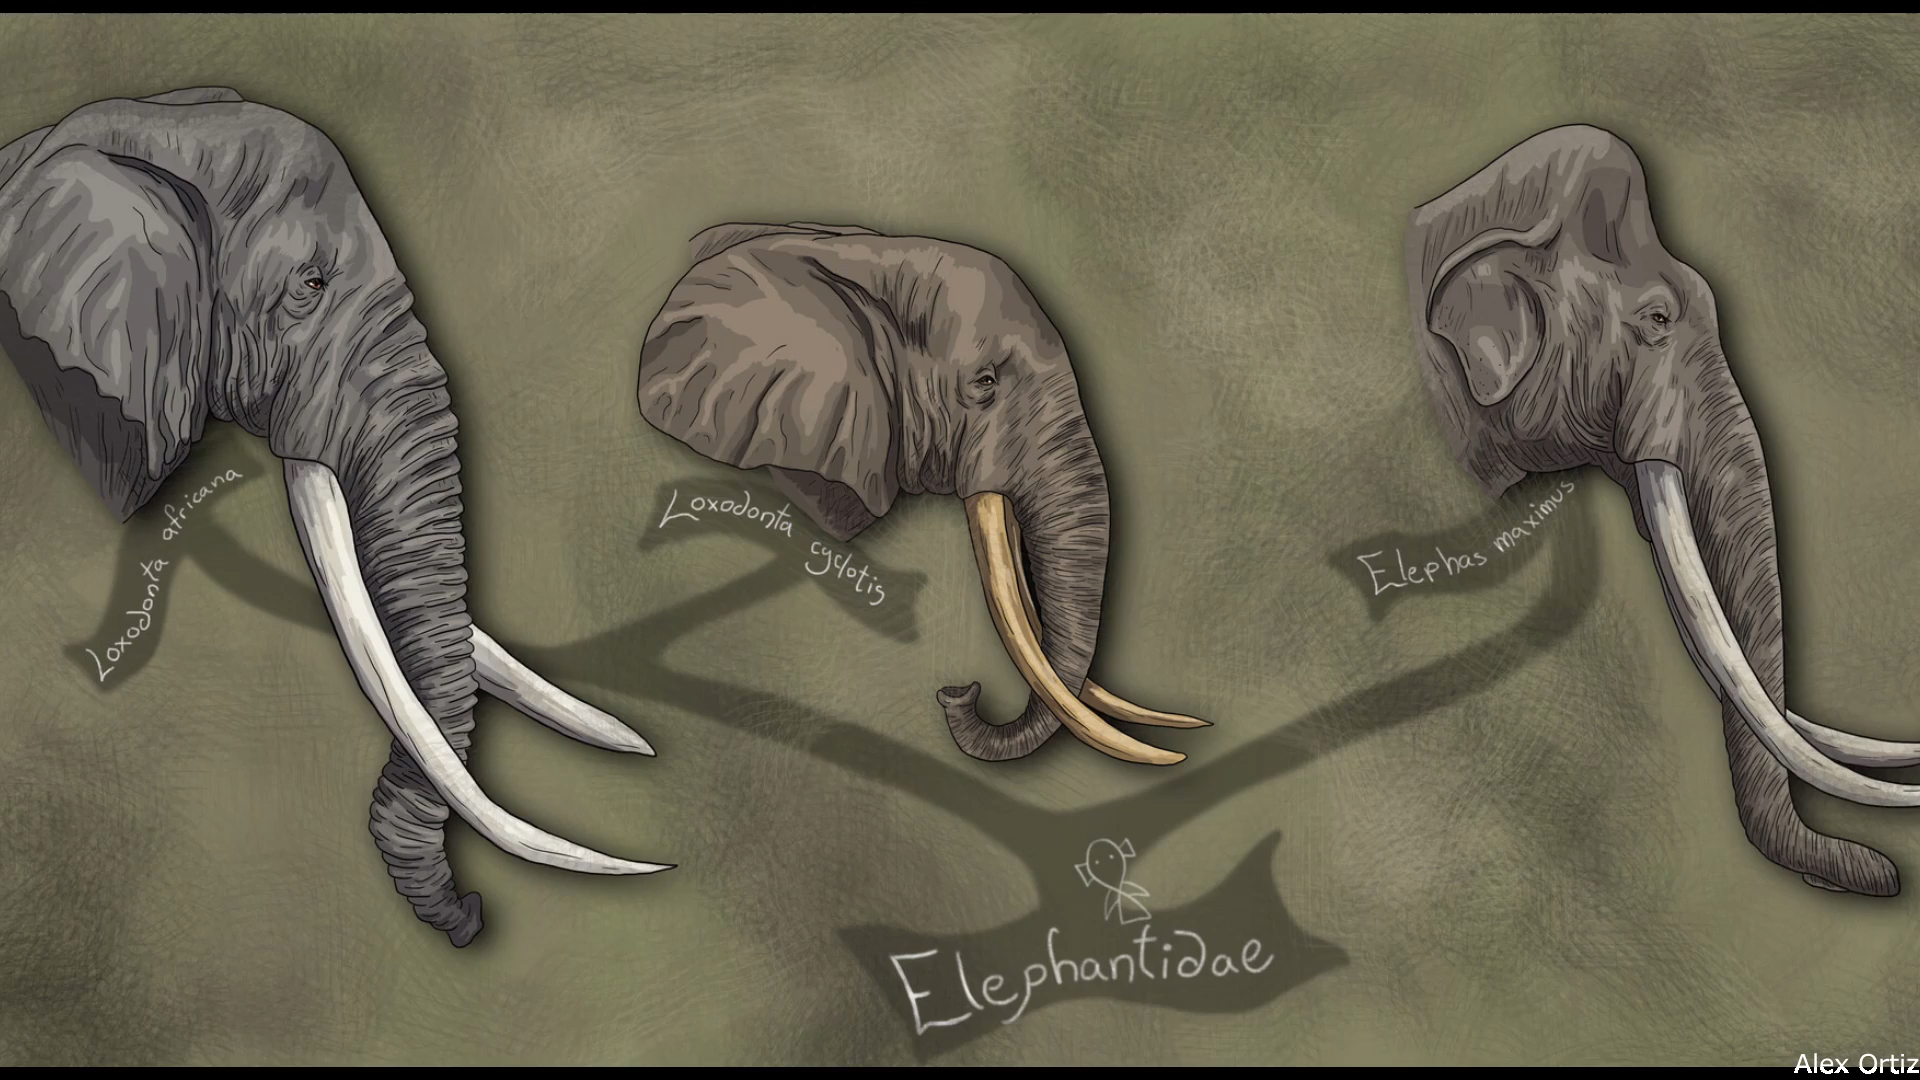 Loxodonta africana
Loxodonta cyclotis
Elephas maximus
Elephantidae
Alex Ortiz